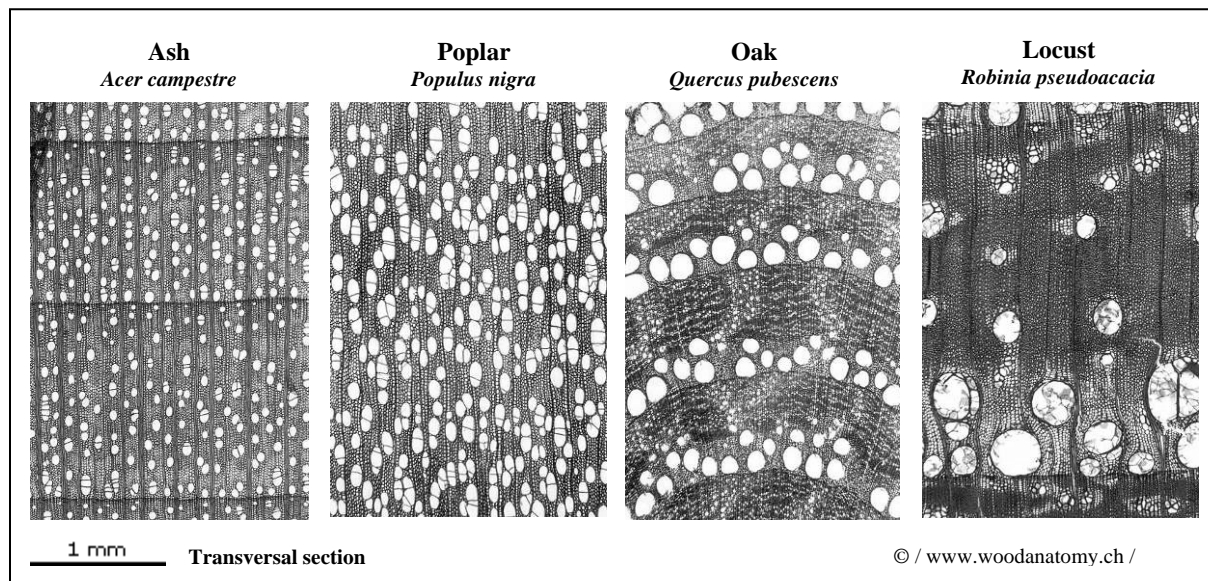 Ash Poplar Oak Locust
Acer campestre Populus nigra Quercus pubescens Robinia pseudoacacia
1 mm Transversal section © / www.woodanatomy.ch /